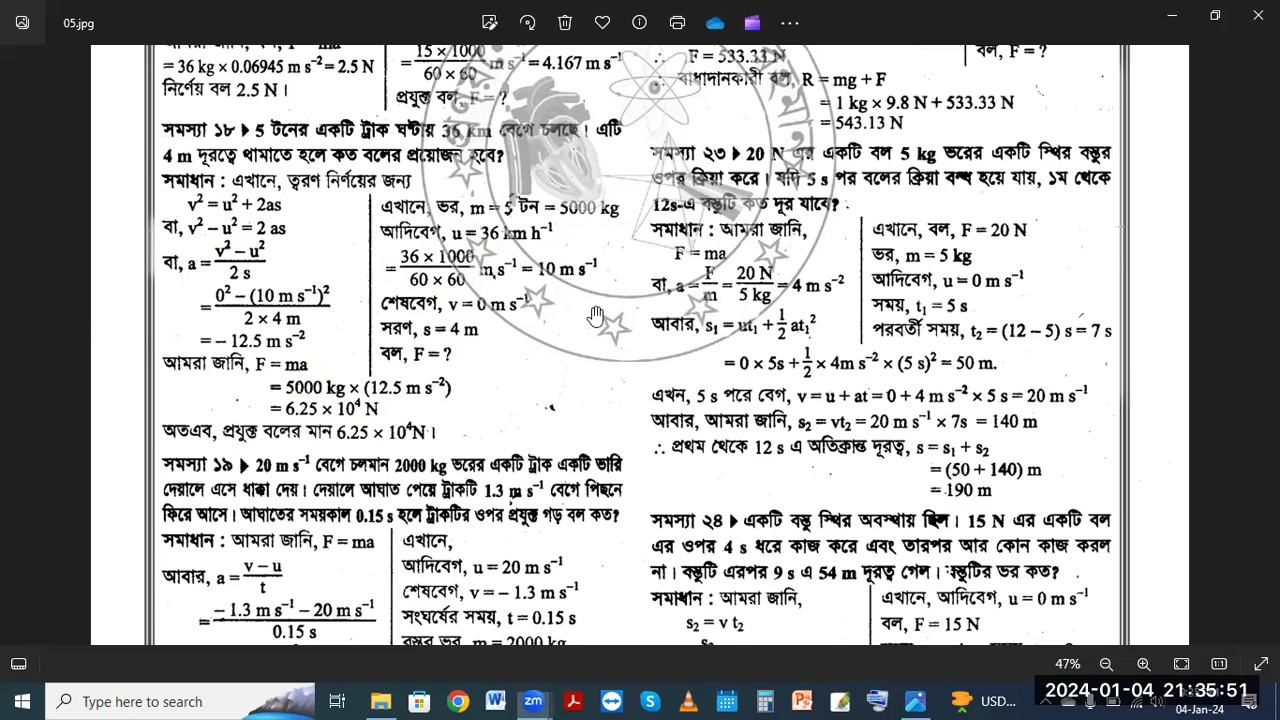 05.jpg
= 36 kg × 0.06945 m s⁻² = 2.5 N
নির্ণেয় বল 2.5 N ।
= 15 × 1000 / 60 × 60 m s⁻¹ = 4.167 m s⁻¹
প্রযুক্ত বল, F = ?
সমস্যা ১৮ ▶ 5 টনের একটি ট্রাক ঘণ্টায় 36 km বেগে চলছে। এটি
4 m দূরত্বে থামাতে হলে কত বলের প্রয়োজন হবে?
সমাধান : এখানে, ত্বরণ নির্ণয়ের জন্য
v² = u² + 2as
বা, v² – u² = 2 as
বা, a = v² – u² / 2 s
= 0² – (10 m s⁻¹)² / 2 × 4 m
= – 12.5 m s⁻²
আমরা জানি, F = ma
= 5000 kg × (12.5 m s⁻²)
= 6.25 × 10⁴ N
অতএব, প্রযুক্ত বলের মান 6.25 × 10⁴N ।
এখানে, ভর, m = 5 টন = 5000 kg
আদিবেগ, u = 36 km h⁻¹
= 36 × 1000 / 60 × 60 m s⁻¹ = 10 m s⁻¹
শেষবেগ, v = 0 m s⁻¹
সরণ, s = 4 m
বল, F = ?
সমস্যা ১৯ ▶ 20 m s⁻¹ বেগে চলমান 2000 kg ভরের একটি ট্রাক একটি ভারি
দেয়ালে এসে ধাক্কা দেয়। দেয়ালে আঘাত পেয়ে ট্রাকটি 1.3 m s⁻¹ বেগে পিছনে
ফিরে আসে। আঘাতের সময়কাল 0.15 s হলে ট্রাকটির ওপর প্রযুক্ত গড় বল কত?
সমাধান : আমরা জানি, F = ma
আবার, a = v – u / t
= – 1.3 m s⁻¹ – 20 m s⁻¹ / 0.15 s
এখানে,
আদিবেগ, u = 20 m s⁻¹
শেষবেগ, v = – 1.3 m s⁻¹
সংঘর্ষের সময়, t = 0.15 s
বস্তুর ভর, m = 2000 kg
∴ F = 533.33 N
∴ বাধাদানকারী বল, R = mg + F
= 1 kg × 9.8 N + 533.33 N
= 543.13 N
বল, F = ?
সমস্যা ২৩ ▶ 20 N এর একটি বল 5 kg ভরের একটি স্থির বস্তুর
ওপর ক্রিয়া করে। যদি 5 s পর বলের ক্রিয়া বন্ধ হয়ে যায়, ১ম থেকে
12s-এ বস্তুটি কত দূর যাবে?
সমাধান : আমরা জানি,
F = ma
বা, a = F / m = 20 N / 5 kg = 4 m s⁻²
আবার, s₁ = ut₁ + 1/2 at₁²
এখানে, বল, F = 20 N
ভর, m = 5 kg
আদিবেগ, u = 0 m s⁻¹
সময়, t₁ = 5 s
পরবর্তী সময়, t₂ = (12 – 5) s = 7 s
= 0 × 5s + 1/2 × 4m s⁻² × (5 s)² = 50 m.
এখন, 5 s পরে বেগ, v = u + at = 0 + 4 m s⁻² × 5 s = 20 m s⁻¹
আবার, আমরা জানি, s₂ = vt₂ = 20 m s⁻¹ × 7s = 140 m
∴ প্রথম থেকে 12 s এ অতিক্রান্ত দূরত্ব, s = s₁ + s₂
= (50 + 140) m
= 190 m
সমস্যা ২৪ ▶ একটি বস্তু স্থির অবস্থায় ছিল। 15 N এর একটি বল
এর ওপর 4 s ধরে কাজ করে এবং তারপর আর কোন কাজ করল
না। বস্তুটি এরপর 9 s এ 54 m দূরত্ব গেল। বস্তুটির ভর কত?
সমাধান : আমরা জানি,
s₂ = v t₂
এখানে, আদিবেগ, u = 0 m s⁻¹
বল, F = 15 N
47%
Type here to search
USD...
2024-01-04 21:35:51
04-Jan-24